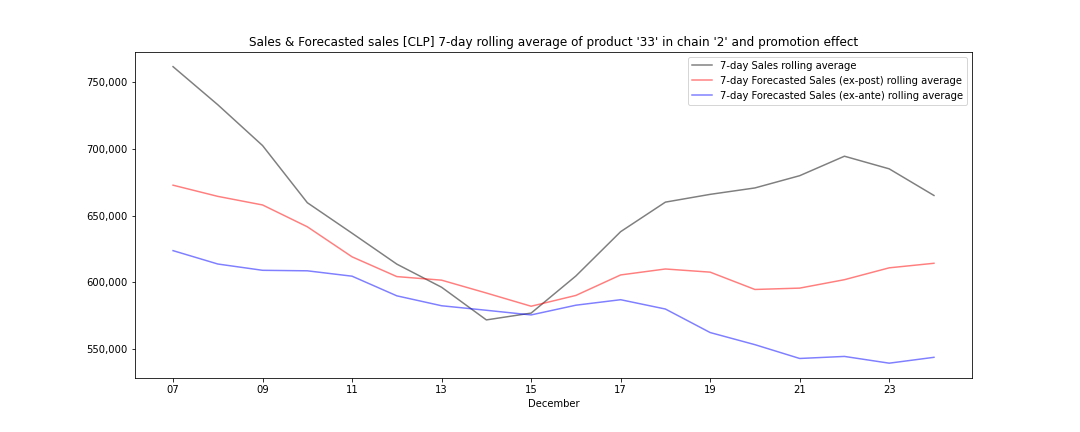 Sales & Forecasted sales [CLP] 7-day rolling average of product '33' in chain '2' and promotion effect
7-day Sales rolling average
7-day Forecasted Sales (ex-post) rolling average
7-day Forecasted Sales (ex-ante) rolling average
750,000
700,000
650,000
600,000
550,000
07 09 11 13 15 17 19 21 23
December